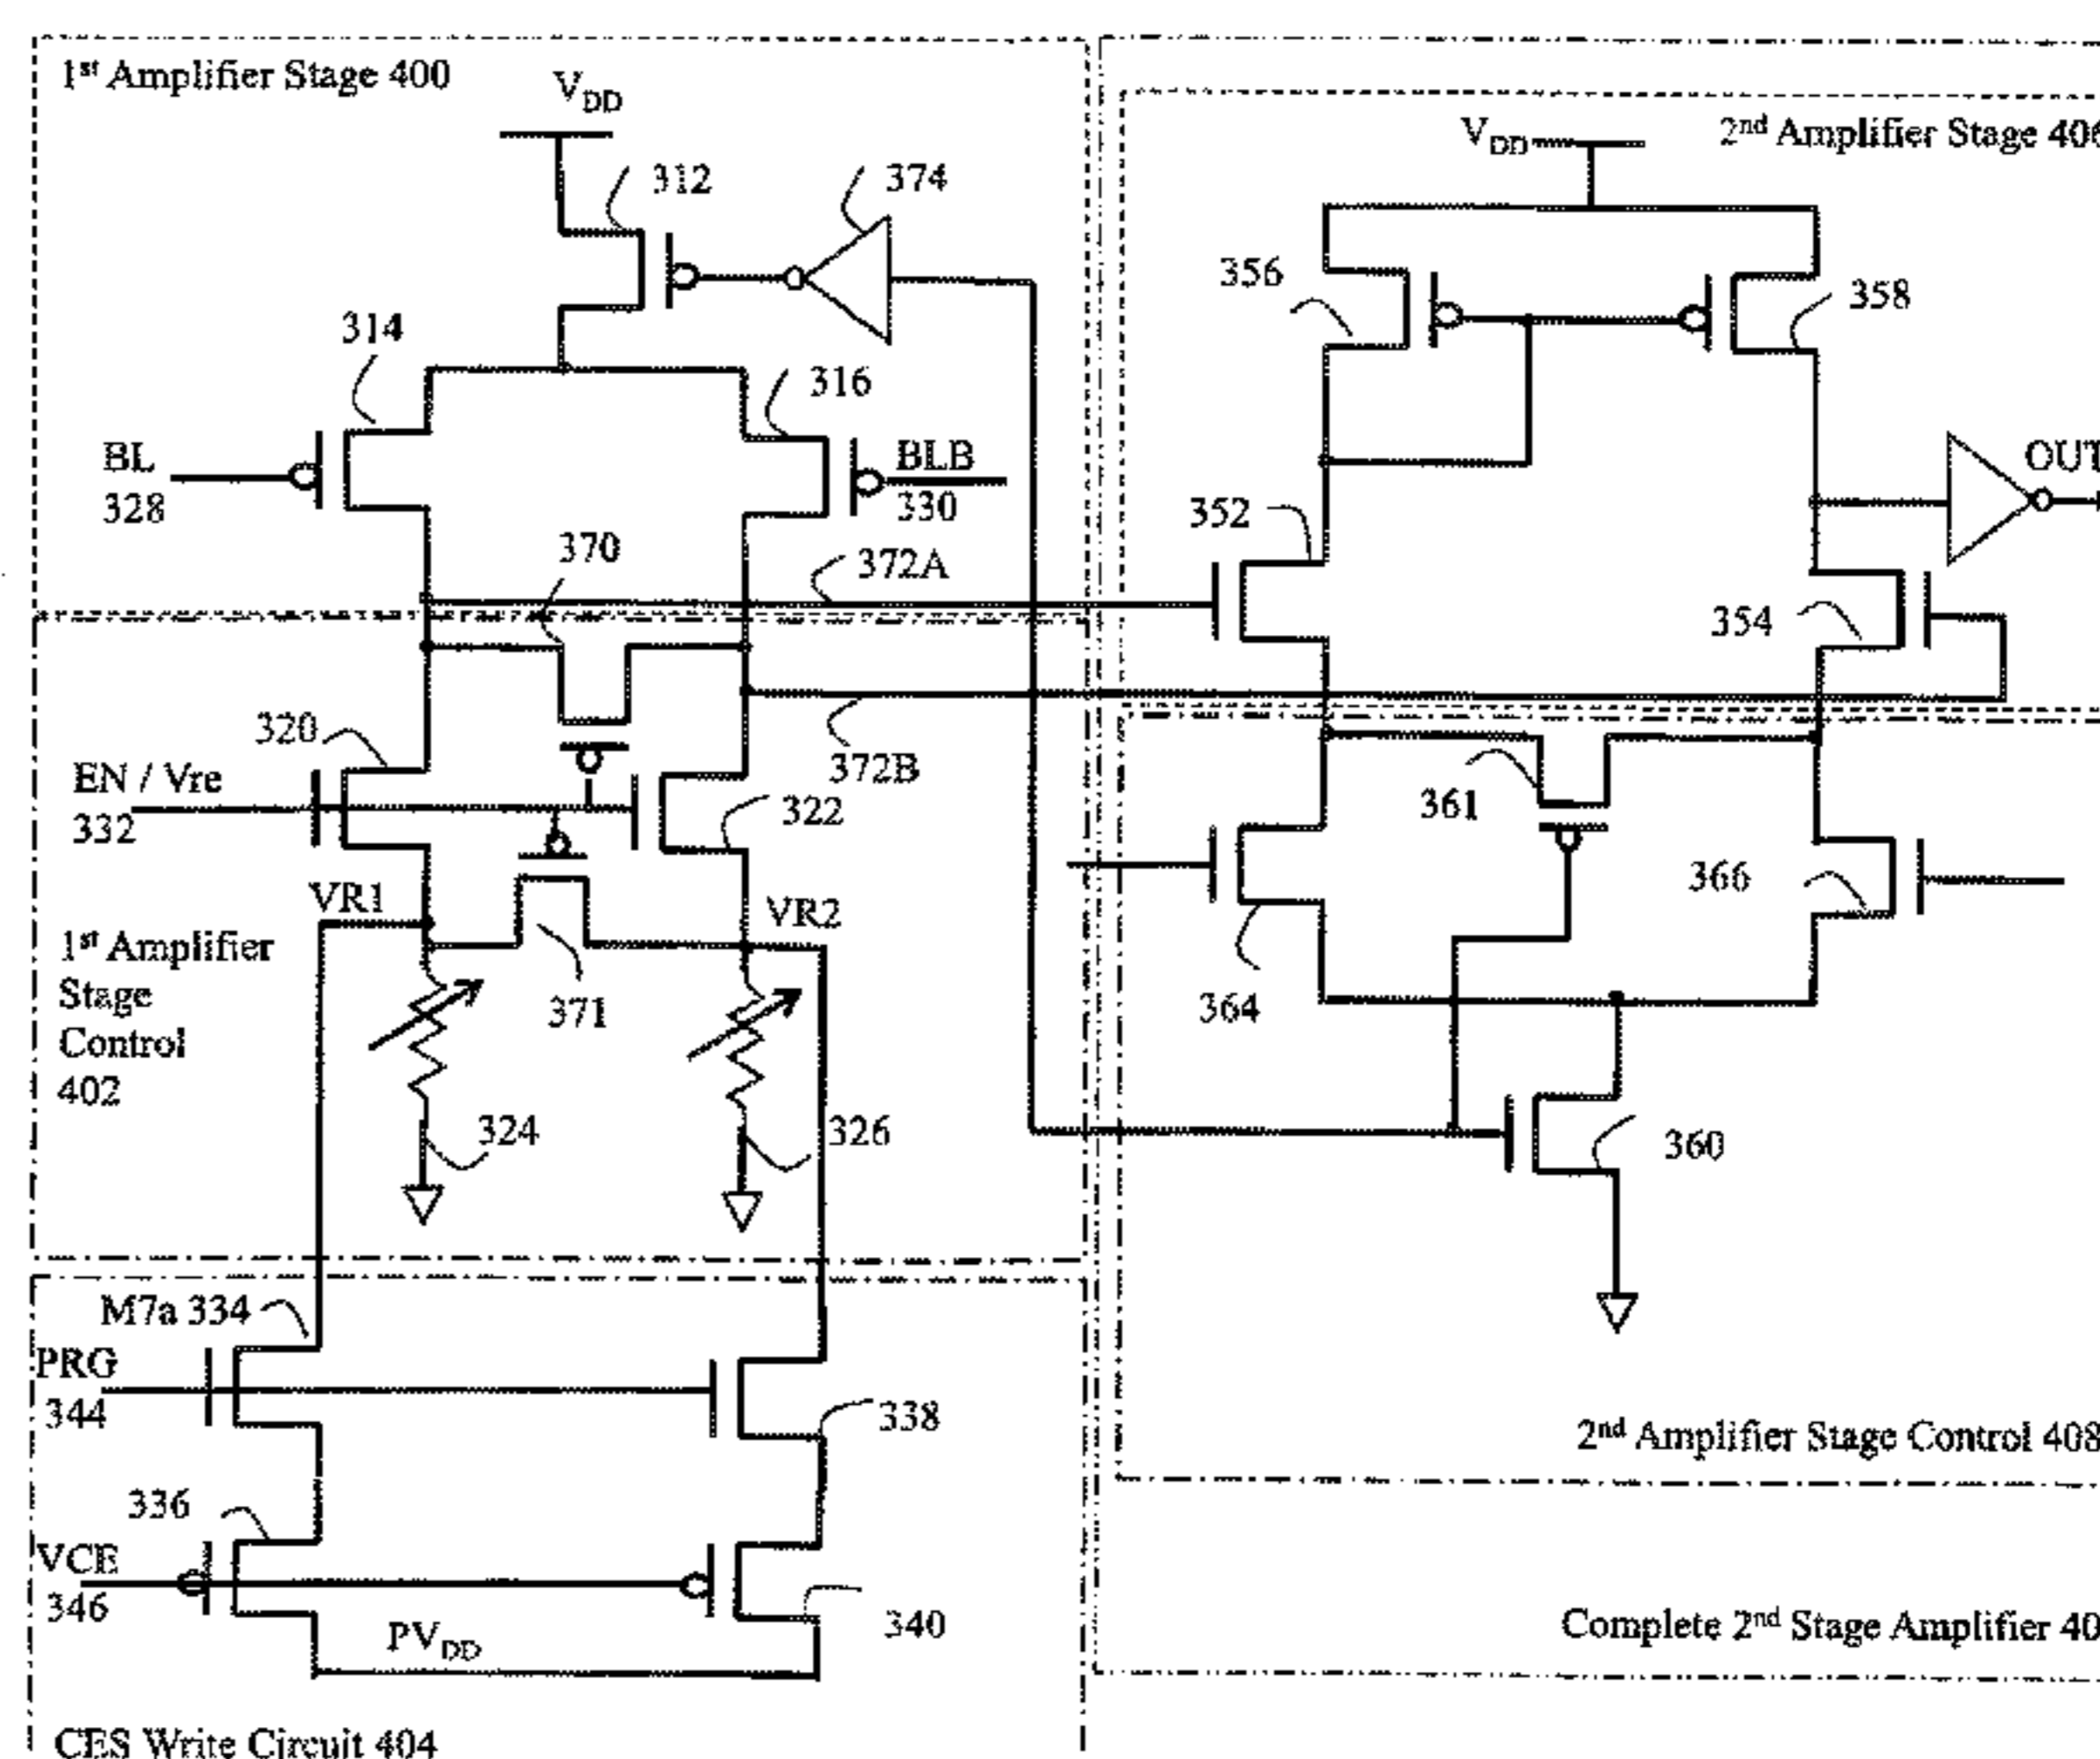 1st Amplifier Stage 400
VDD
312
374
314
316
BL
328
BLB
330
370
372A
320
EN / Vre
332
372B
322
VR1
VR2
1st Amplifier
Stage
Control
402
371
324
326
M7a 334
PRG
344
338
336
VCE
346
PVDD
340
CES Write Circuit 404
VDD
2nd Amplifier Stage 406
356
358
OUT
352
354
361
364
366
360
2nd Amplifier Stage Control 408
Complete 2nd Stage Amplifier 40